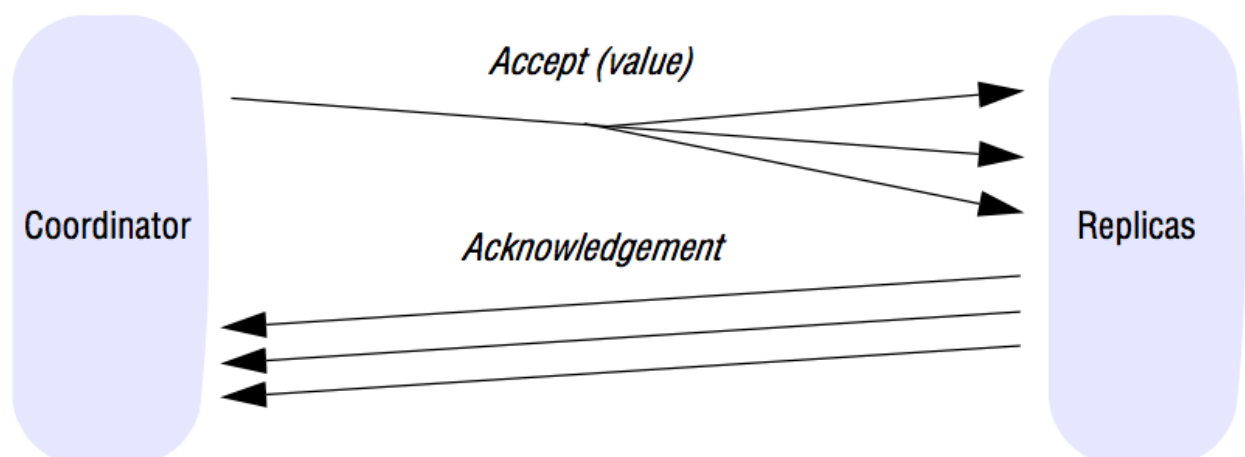 Accept (value)
Coordinator
Replicas
Acknowledgement